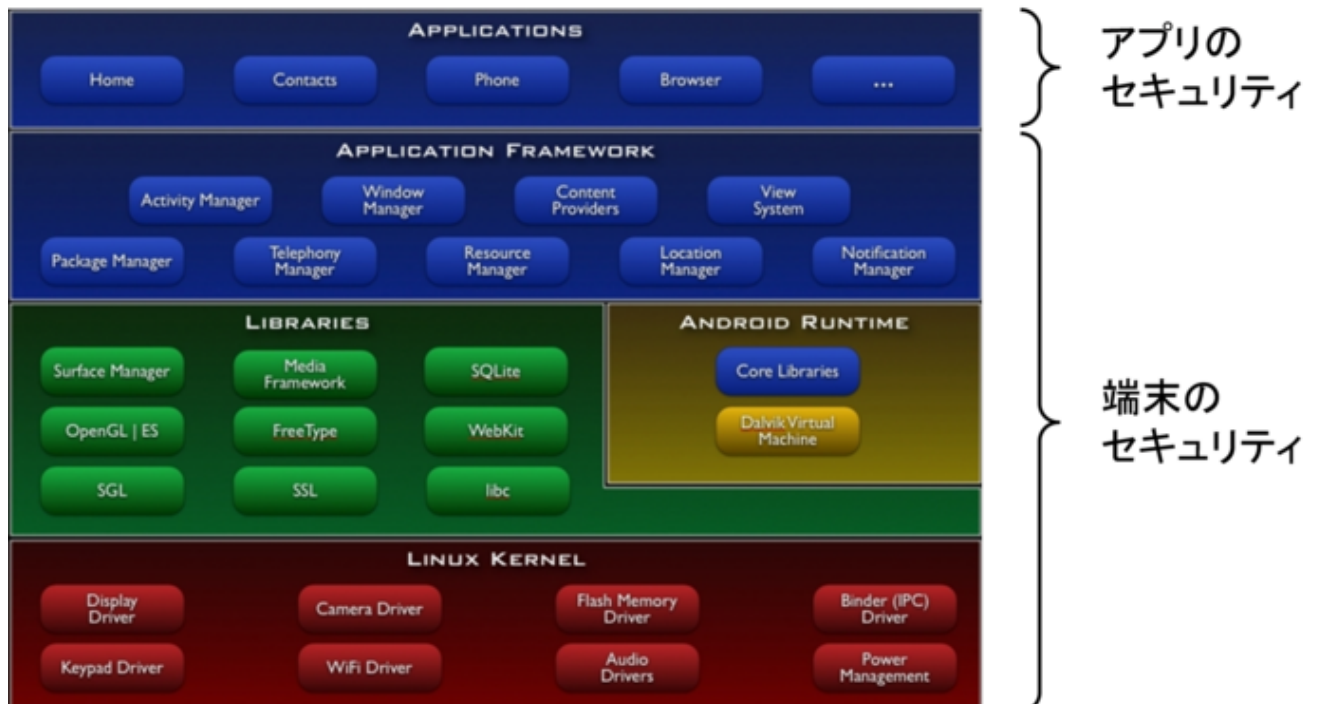 APPLICATIONS
Home
Contacts
Phone
Browser
...
アプリの
セキュリティ
APPLICATION FRAMEWORK
Activity Manager
Window
Manager
Content
Providers
View
System
Package Manager
Telephony
Manager
Resource
Manager
Location
Manager
Notification
Manager
LIBRARIES
Surface Manager
Media
Framework
SQLite
OpenGL | ES
FreeType
WebKit
SGL
SSL
libc
ANDROID RUNTIME
Core Libraries
Dalvik Virtual
Machine
端末の
セキュリティ
LINUX KERNEL
Display
Driver
Camera Driver
Flash Memory
Driver
Binder (IPC)
Driver
Keypad Driver
WiFi Driver
Audio
Drivers
Power
Management